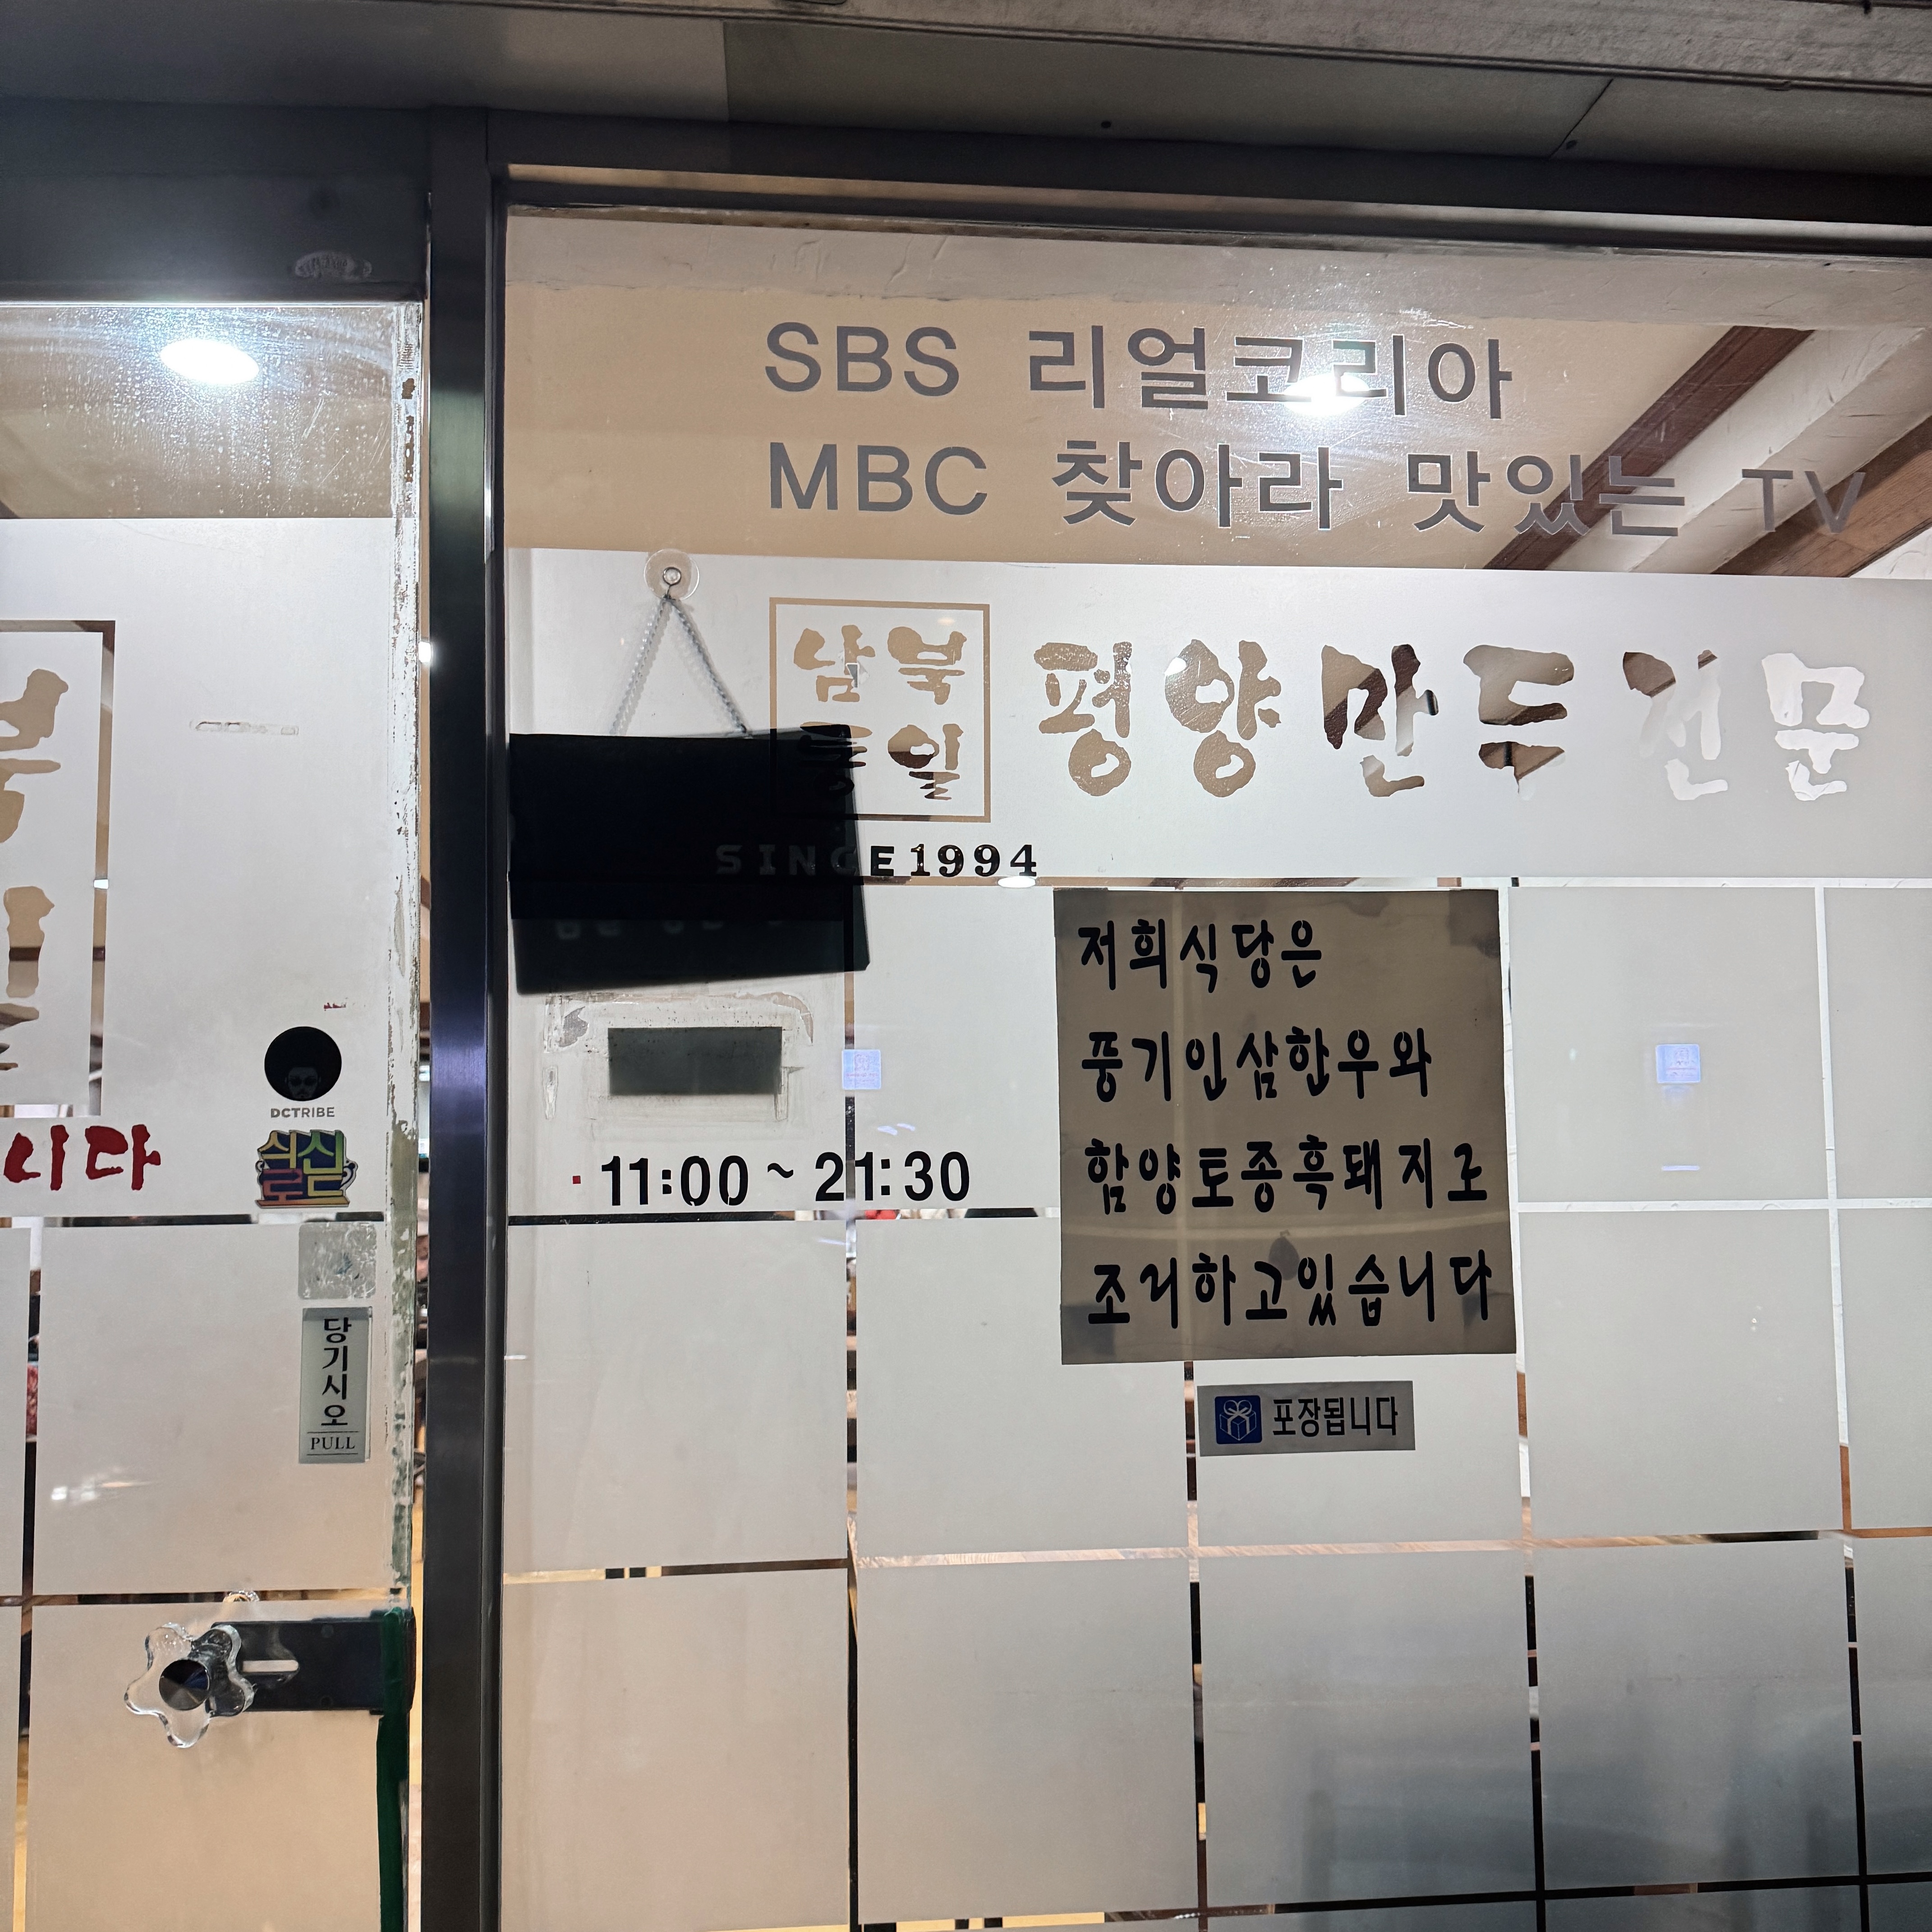 SBS 리얼코리아
MBC 찾아라 맛있는 TV
남북
통일
평양만두전문
SINCE1994
저희식당은
풍기인삼한우와
함양토종흑돼지로
조리하고있습니다
11:00 ~ 21:30
포장됩니다
시다
DCTRIBE
식신
로드
당기시오
PULL